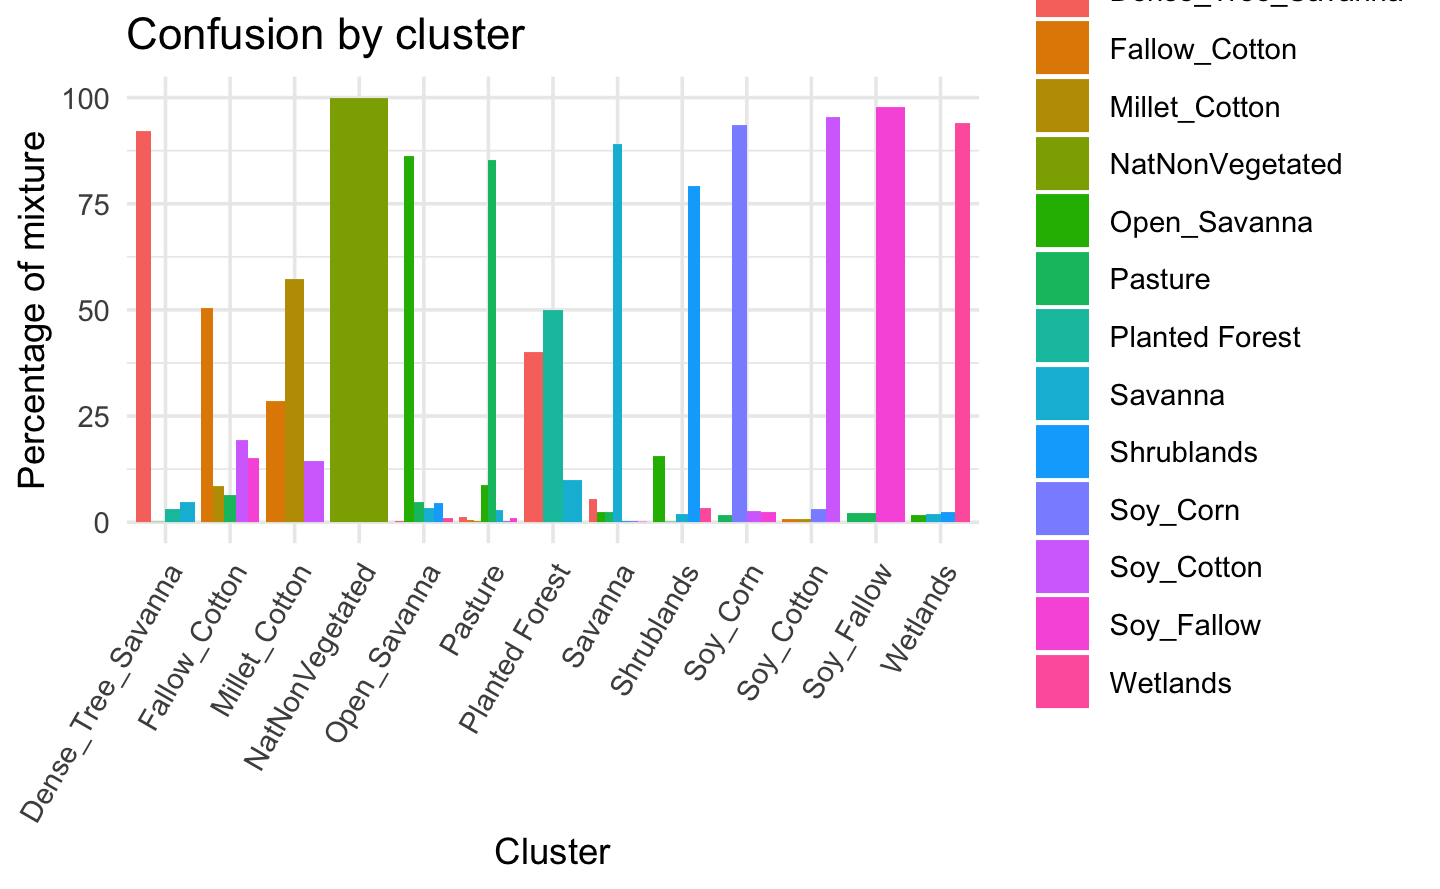 Confusion by cluster
Percentage of mixture
100
75
50
25
0
Dense_Tree_Savanna
Fallow_Cotton
Millet_Cotton
NatNonVegetated
Open_Savanna
Pasture
Planted Forest
Savanna
Shrublands
Soy_Corn
Soy_Cotton
Soy_Fallow
Wetlands
Cluster
Dense_Tree_Savanna
Fallow_Cotton
Millet_Cotton
NatNonVegetated
Open_Savanna
Pasture
Planted Forest
Savanna
Shrublands
Soy_Corn
Soy_Cotton
Soy_Fallow
Wetlands